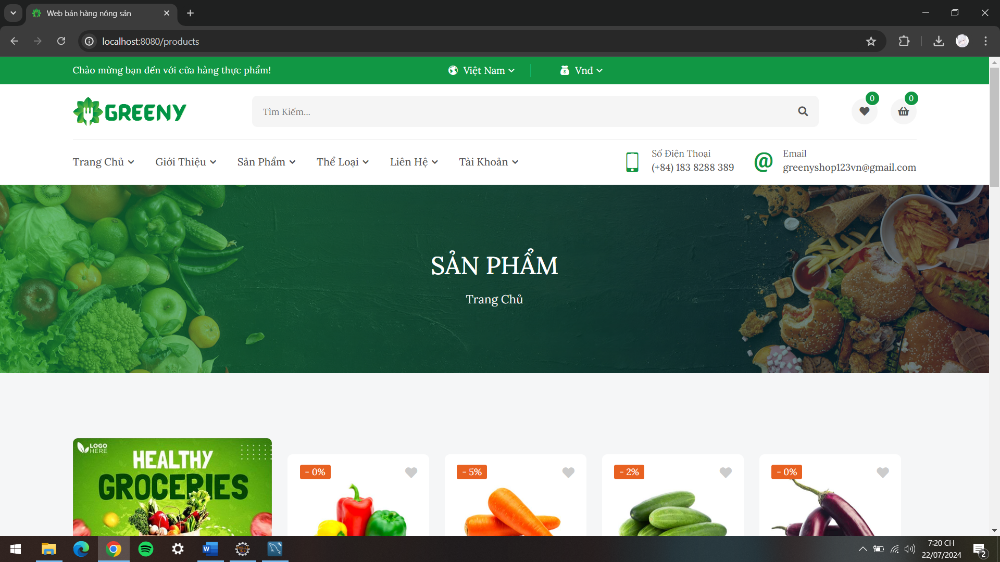 Web bán hàng nông sản
localhost:8080/products
Chào mừng bạn đến với cửa hàng thực phẩm!
Việt Nam
Vnđ
GREENY
Tìm Kiếm...
0
0
Trang Chủ
Giới Thiệu
Sản Phẩm
Thể Loại
Liên Hệ
Tài Khoản
Số Điện Thoại
(+84) 183 8288 389
Email
greenyshop123vn@gmail.com
SẢN PHẨM
Trang Chủ
LOGO
HERE
HEALTHY
GROCERIES
- 0%
- 5%
- 2%
- 0%
7:20 CH
22/07/2024
2